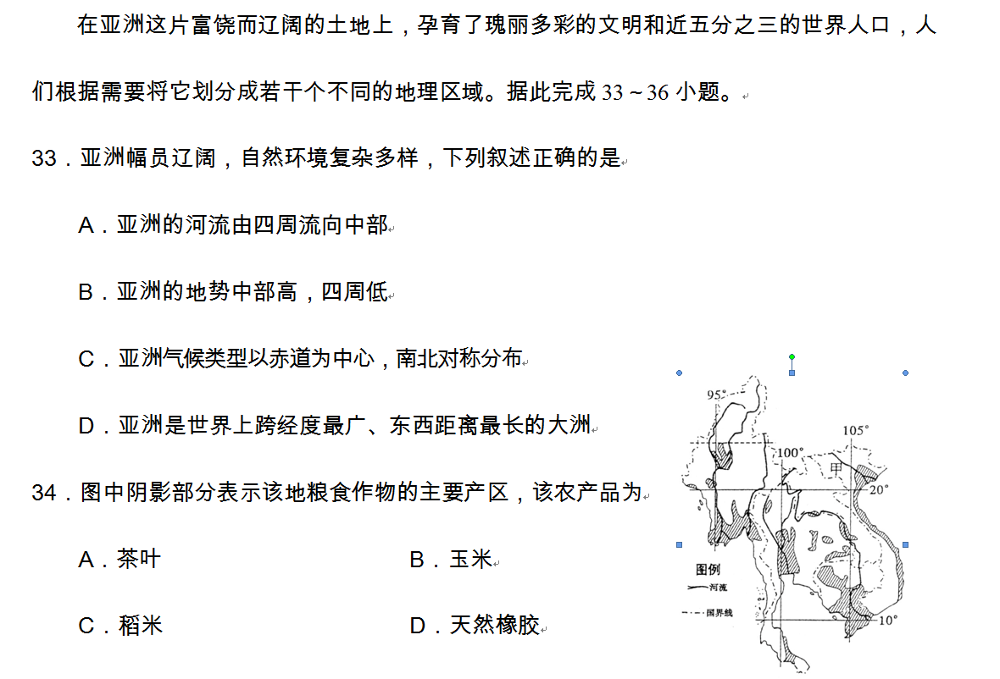 在亚洲这片富饶而辽阔的土地上，孕育了瑰丽多彩的文明和近五分之三的世界人口，人
们根据需要将它划分成若干个不同的地理区域。据此完成 33～36 小题。
33．亚洲幅员辽阔，自然环境复杂多样，下列叙述正确的是
A．亚洲的河流由四周流向中部
B．亚洲的地势中部高，四周低
C．亚洲气候类型以赤道为中心，南北对称分布
D．亚洲是世界上跨经度最广、东西距离最长的大洲
34．图中阴影部分表示该地粮食作物的主要产区，该农产品为
A．茶叶 B．玉米
C．稻米 D．天然橡胶
95°
105°
100°
甲
20°
图例
河流
国界线
10°